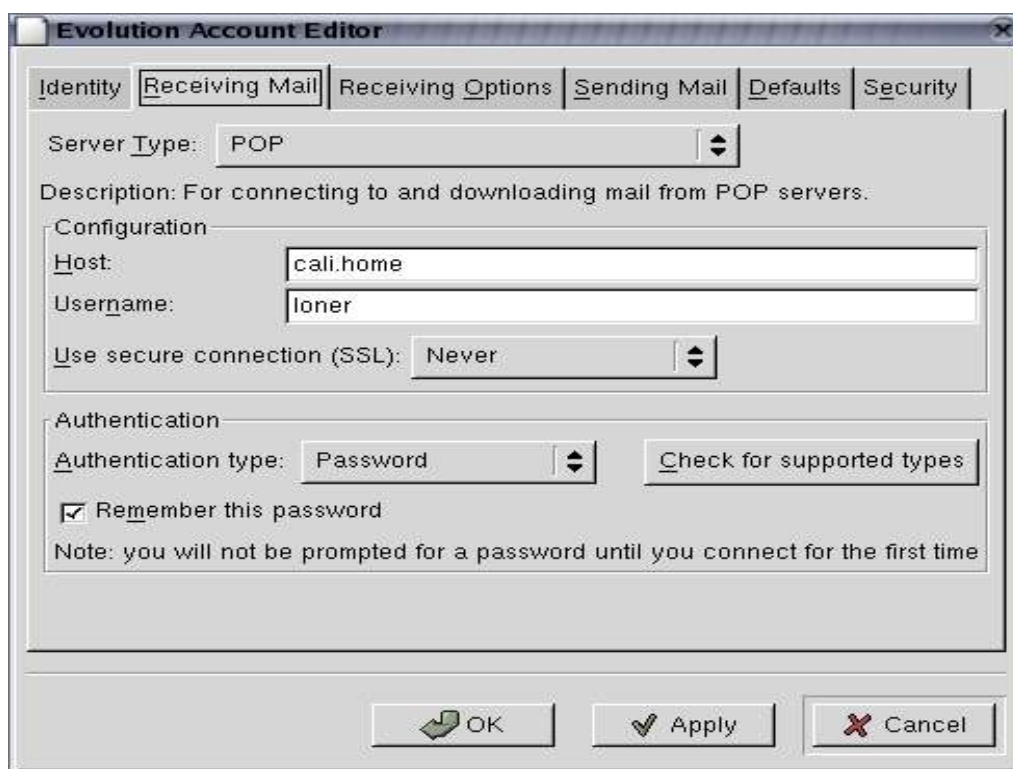 Evolution Account Editor
Identity Receiving Mail Receiving Options Sending Mail Defaults Security
Server Type: POP
Description: For connecting to and downloading mail from POP servers.
Configuration
Host: cali.home
Username: loner
Use secure connection (SSL): Never
Authentication
Authentication type: Password Check for supported types
Remember this password
Note: you will not be prompted for a password until you connect for the first time
OK Apply Cancel